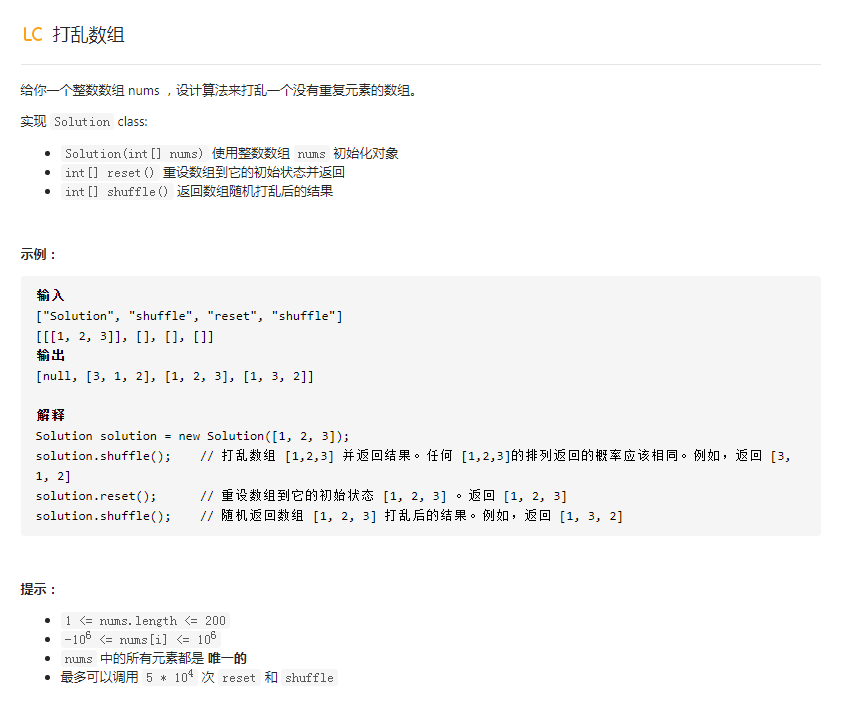 LC 打乱数组
给你一个整数数组 nums ，设计算法来打乱一个没有重复元素的数组。
实现 Solution class:
Solution(int[] nums) 使用整数数组 nums 初始化对象
int[] reset() 重设数组到它的初始状态并返回
int[] shuffle() 返回数组随机打乱后的结果
示例：
输入
["Solution", "shuffle", "reset", "shuffle"]
[[[1, 2, 3]], [], [], []]
输出
[null, [3, 1, 2], [1, 2, 3], [1, 3, 2]]
解释
Solution solution = new Solution([1, 2, 3]);
solution.shuffle();    // 打乱数组 [1,2,3] 并返回结果。任何 [1,2,3]的排列返回的概率应该相同。例如，返回 [3,
1, 2]
solution.reset();      // 重设数组到它的初始状态 [1, 2, 3] 。返回 [1, 2, 3]
solution.shuffle();    // 随机返回数组 [1, 2, 3] 打乱后的结果。例如，返回 [1, 3, 2]
提示：
1 <= nums.length <= 200
-10⁶ <= nums[i] <= 10⁶
nums 中的所有元素都是 唯一的
最多可以调用 5 * 10⁴ 次 reset 和 shuffle